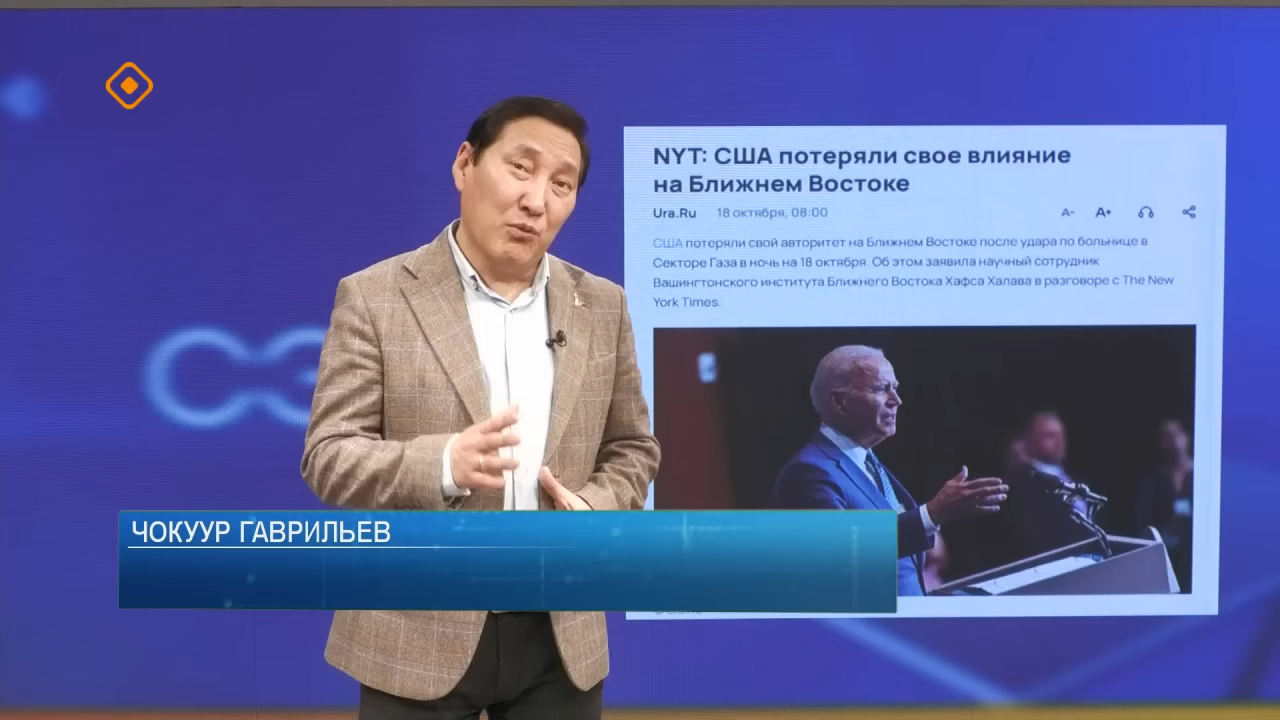 NYT: США потеряли свое влияние
на Ближнем Востоке
Ura.Ru 18 октября, 08:00
A- A+
США потеряли свой авторитет на Ближнем Востоке после удара по больнице в
Секторе Газа в ночь на 18 октября. Об этом заявила научный сотрудник
Вашингтонского института Ближнего Востока Хафса Халава в разговоре с The New
York Times.
СЭ
ЧОКУУР ГАВРИЛЬЕВ